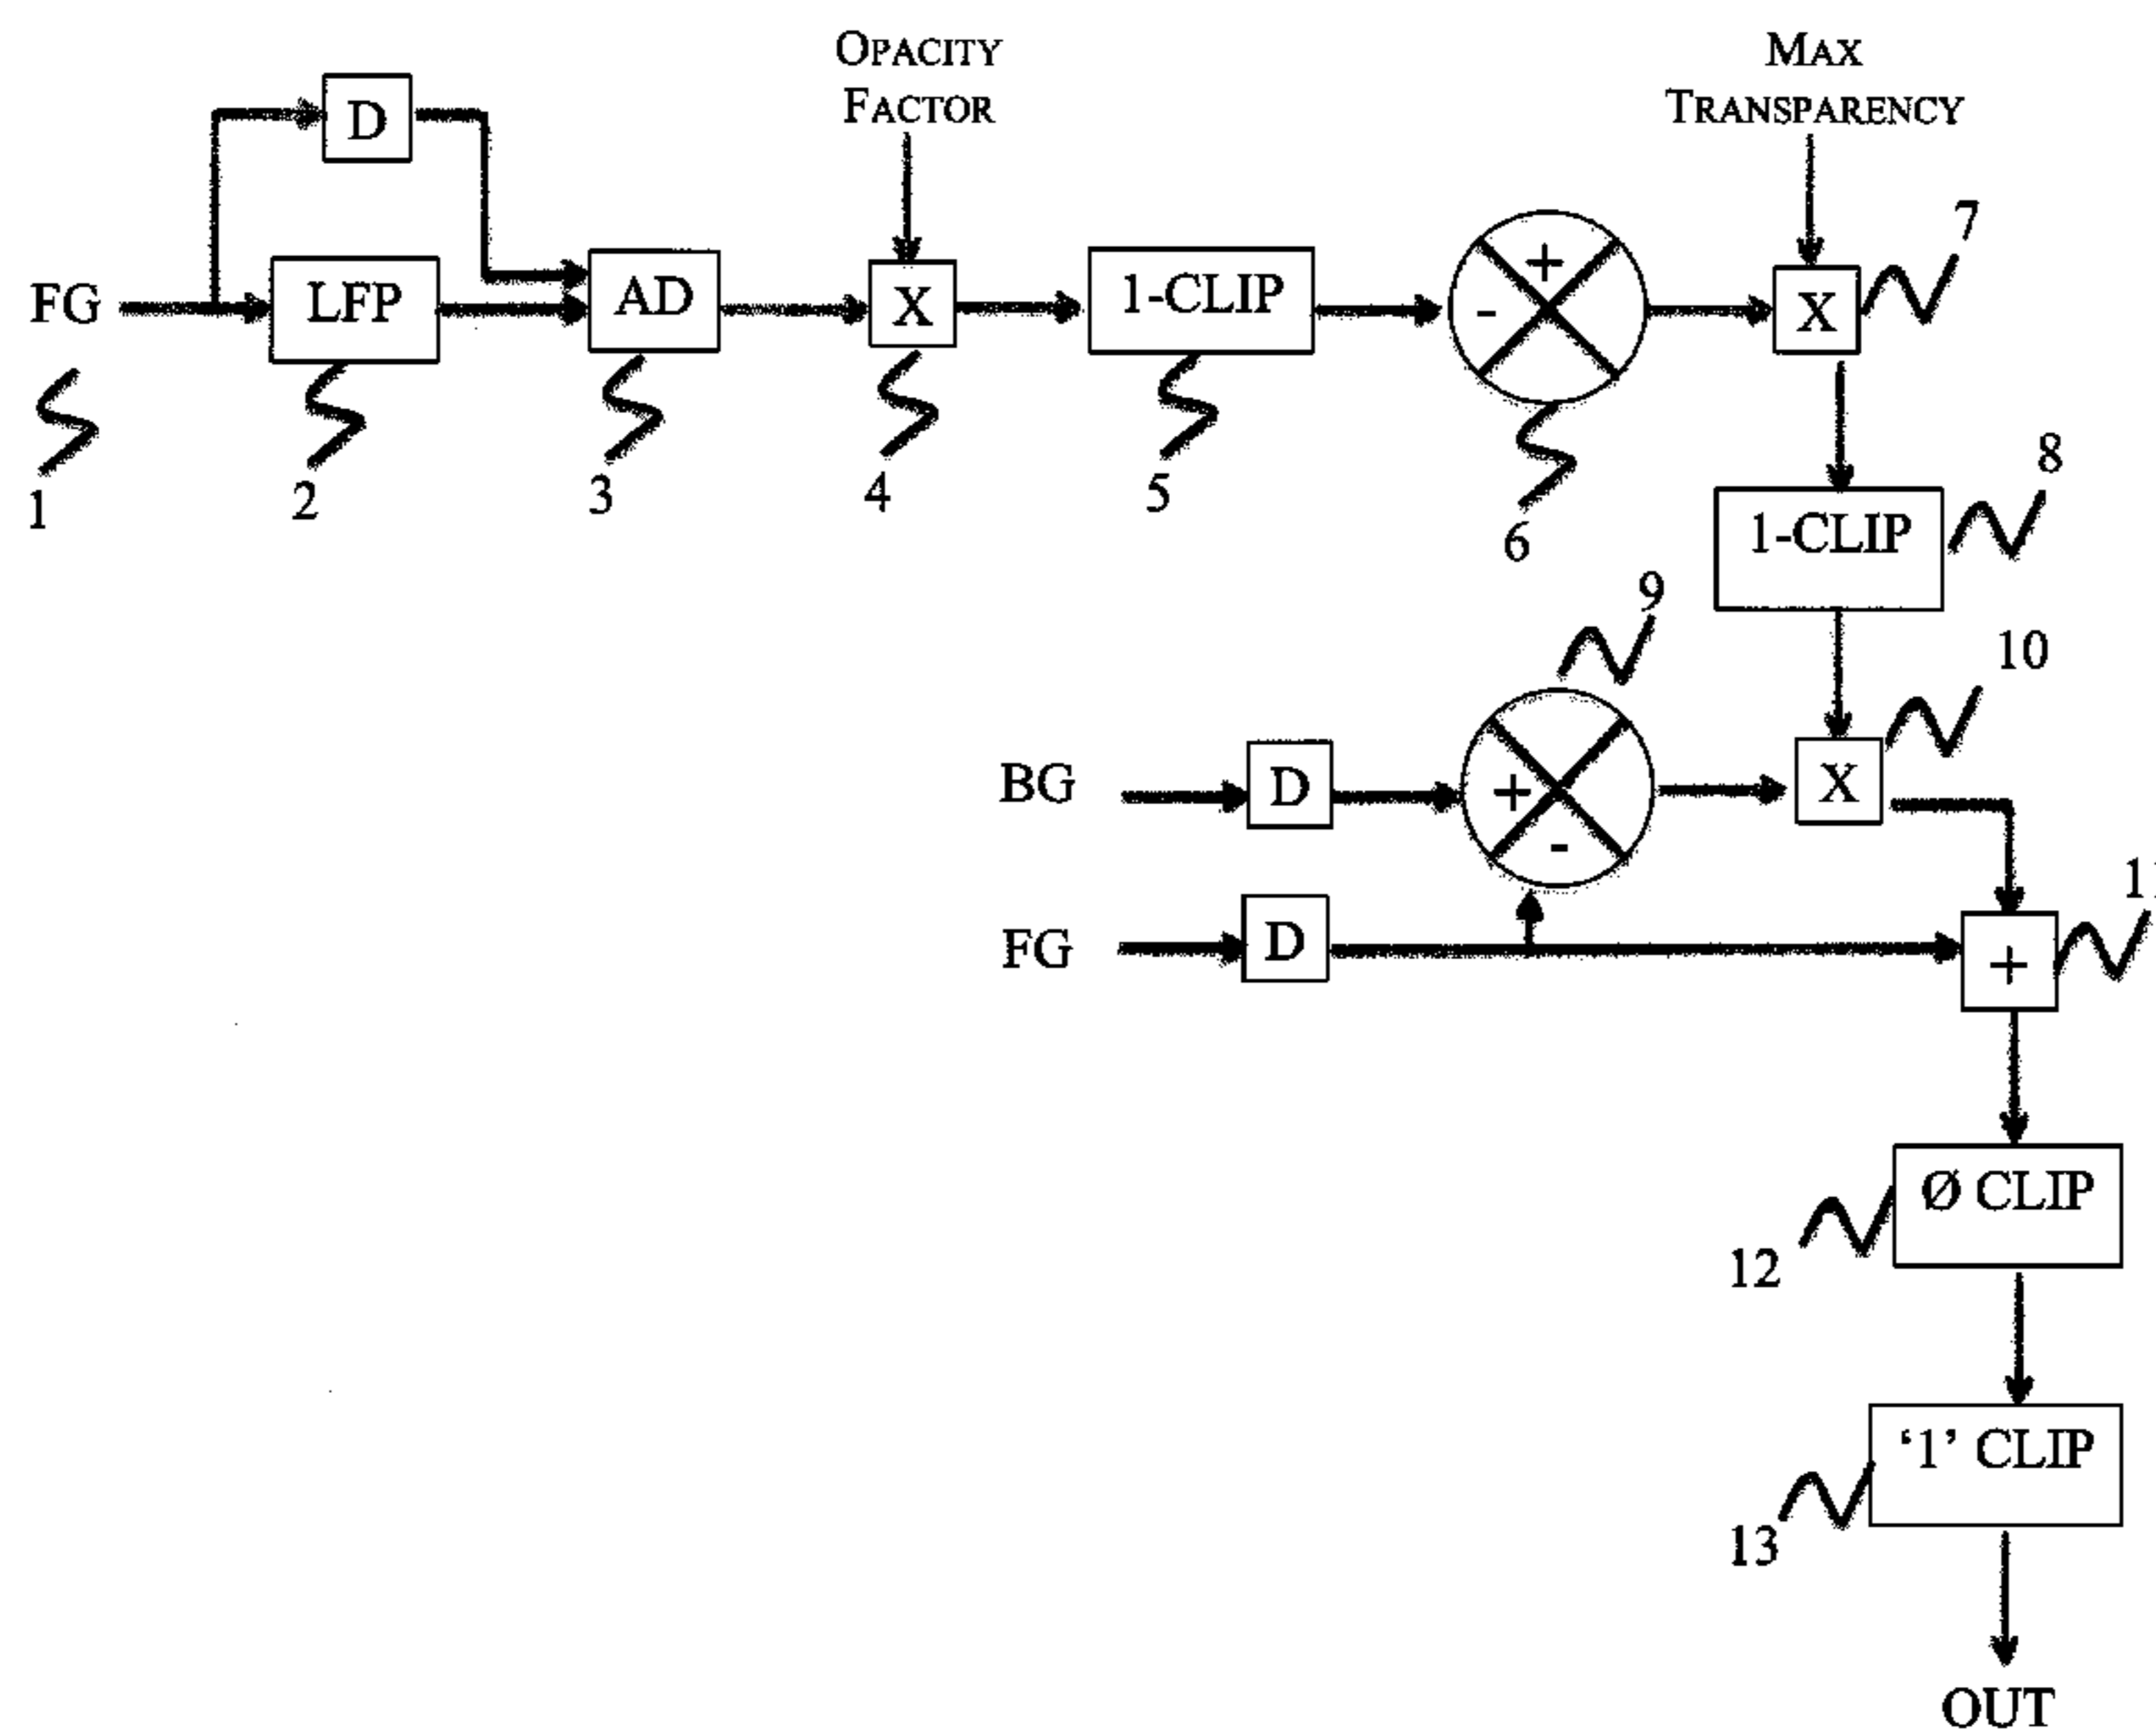 OPACITY
FACTOR
MAX
TRANSPARENCY
D
FG
LFP
AD
X
1-CLIP
+
-
X
7
1
2
3
4
5
6
8
1-CLIP
9
10
BG
D
+
-
X
FG
D
+
11
Ø CLIP
12
‘1’ CLIP
13
OUT